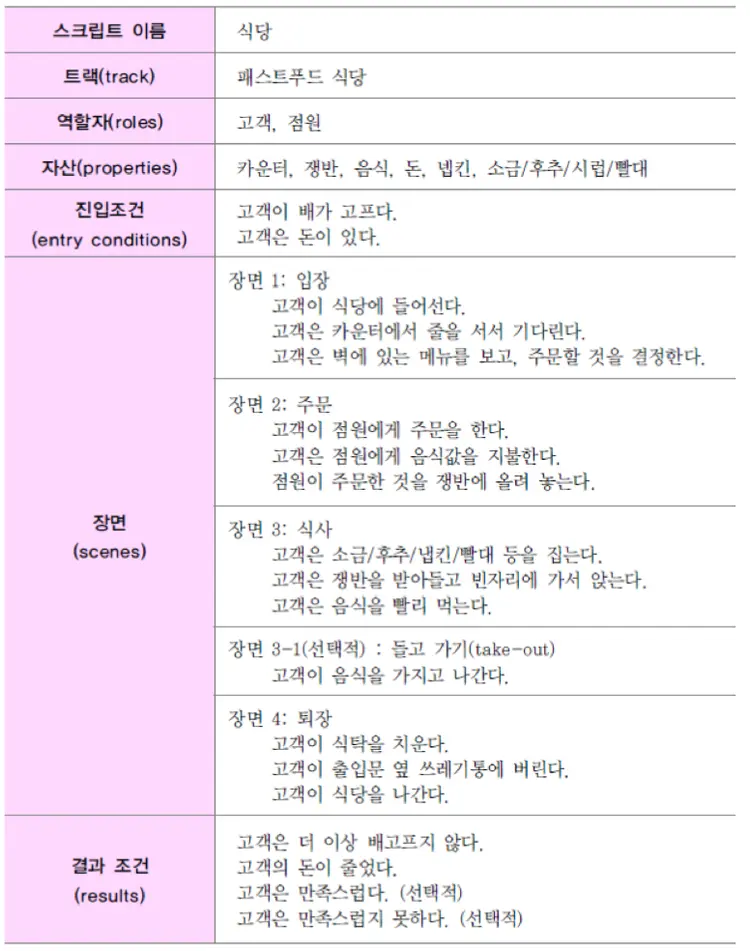 스크립트 이름
식당
트랙(track)
패스트푸드 식당
역할자(roles)
고객, 점원
자산(properties)
카운터, 쟁반, 음식, 돈, 넵킨, 소금/후추/시럽/빨대
진입조건
(entry conditions)
고객이 배가 고프다.
고객은 돈이 있다.
장면
(scenes)
장면 1: 입장
고객이 식당에 들어선다.
고객은 카운터에서 줄을 서서 기다린다.
고객은 벽에 있는 메뉴를 보고, 주문할 것을 결정한다.
장면 2: 주문
고객이 점원에게 주문을 한다.
고객은 점원에게 음식값을 지불한다.
점원이 주문한 것을 쟁반에 올려 놓는다.
장면 3: 식사
고객은 소금/후추/냅킨/빨대 등을 집는다.
고객은 쟁반을 받아들고 빈자리에 가서 앉는다.
고객은 음식을 빨리 먹는다.
장면 3-1(선택적) : 들고 가기(take-out)
고객이 음식을 가지고 나간다.
장면 4: 퇴장
고객이 식탁을 치운다.
고객이 출입문 옆 쓰레기통에 버린다.
고객이 식당을 나간다.
결과 조건
(results)
고객은 더 이상 배고프지 않다.
고객의 돈이 줄었다.
고객은 만족스럽다. (선택적)
고객은 만족스럽지 못하다. (선택적)